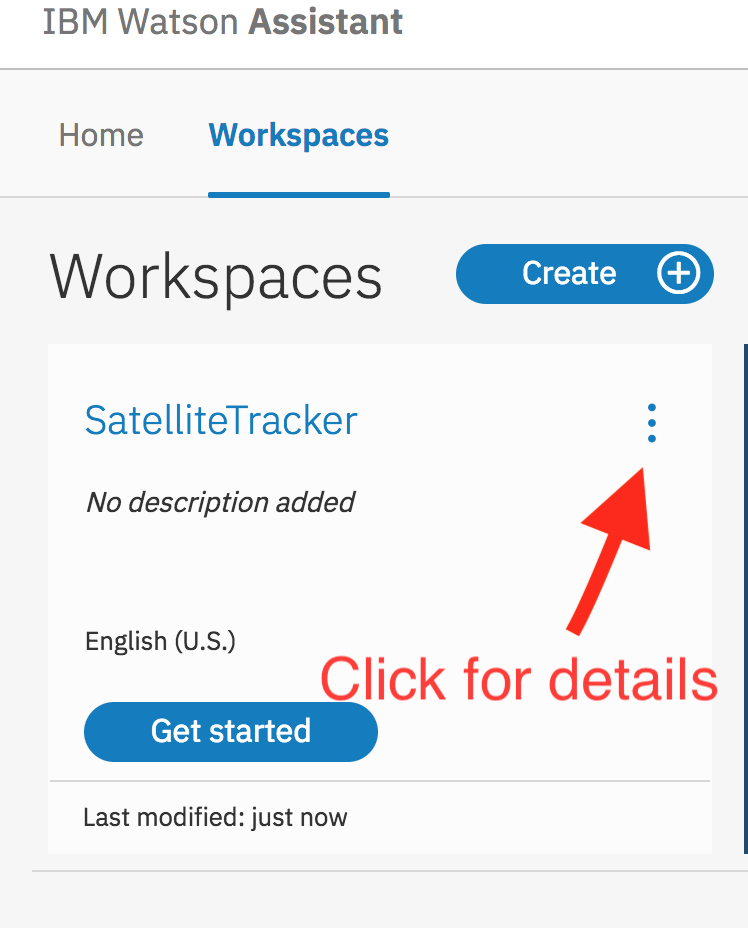 IBM Watson Assistant
Home Workspaces
Workspaces Create
SatelliteTracker
No description added
English (U.S.)
Click for details
Get started
Last modified: just now